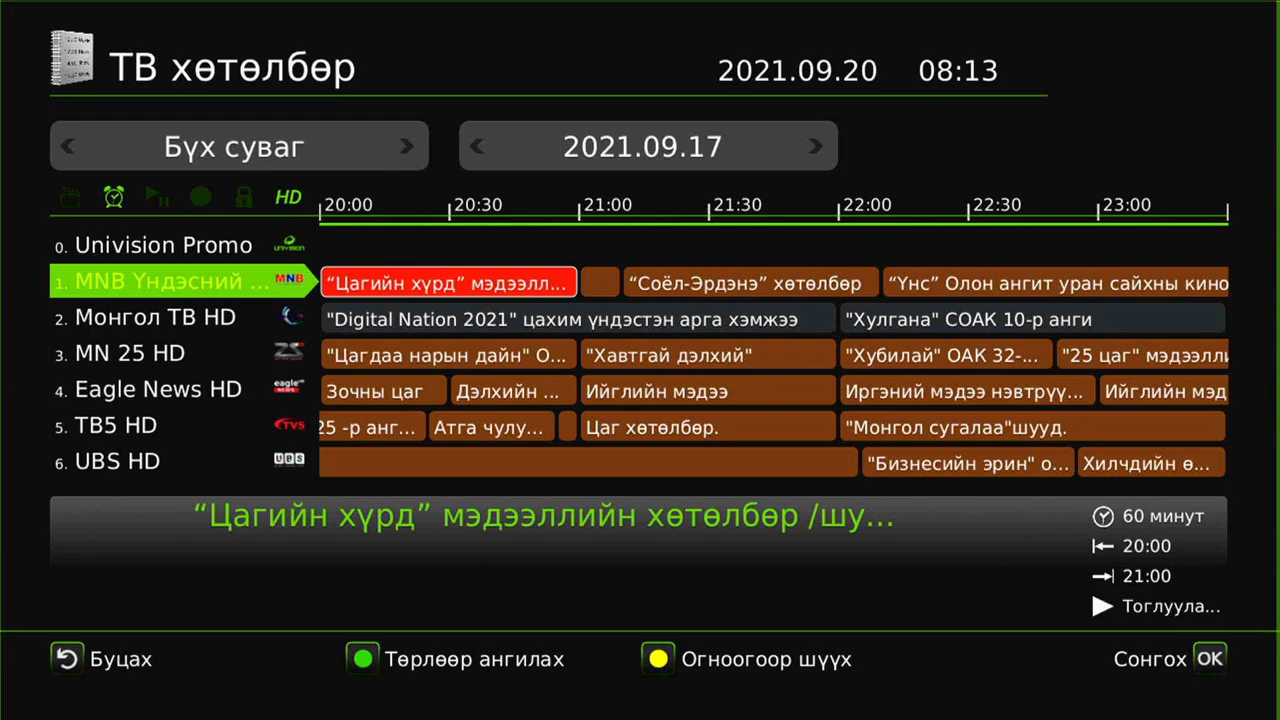 ТВ хөтөлбөр 2021.09.20 08:13
Бүх суваг 2021.09.17
HD 20:00 20:30 21:00 21:30 22:00 22:30 23:00
0. Univision Promo UNIVISION
1. MNB Үндэсний ... MNB “Цагийн хүрд” мэдээлл... “Соёл-Эрдэнэ” хөтөлбөр “Үнс” Олон ангит уран сайхны кино
2. Монгол ТВ HD "Digital Nation 2021" цахим үндэстэн арга хэмжээ "Хулгана" СОАК 10-р анги
3. MN 25 HD "Цагдаа нарын дайн" О... "Хавтгай дэлхий" "Хубилай" ОАК 32-... "25 цаг" мэдээлли
4. Eagle News HD eagle Зочны цаг Дэлхийн ... Ийглийн мэдээ Иргэний мэдээ нэвтрүү... Ийглийн мэд
5. ТВ5 HD TV5 25 -р анг... Атга чулу... Цаг хөтөлбөр. "Монгол сугалаа"шууд.
6. UBS HD UBS "Бизнесийн эрин" о... Хилчдийн ө...
“Цагийн хүрд” мэдээллийн хөтөлбөр /шу... 60 минут
20:00
21:00
Тоглуула...
Буцах Төрлөөр ангилах Огноогоор шүүх Сонгох OK